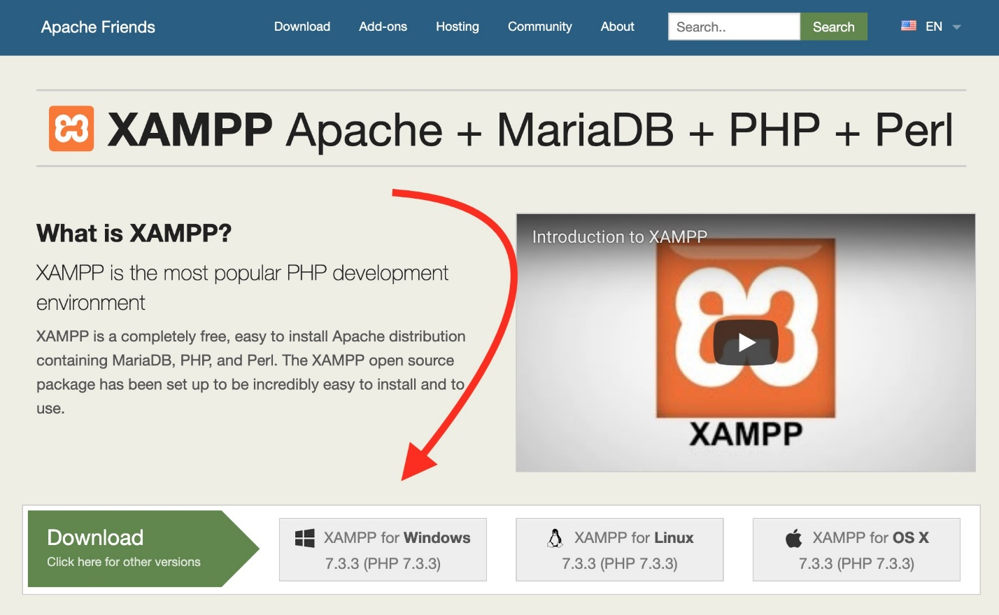 Apache Friends
Download
Add-ons
Hosting
Community
About
Search..
Search
EN
XAMPP Apache + MariaDB + PHP + Perl
What is XAMPP?
XAMPP is the most popular PHP development
environment
XAMPP is a completely free, easy to install Apache distribution
containing MariaDB, PHP, and Perl. The XAMPP open source
package has been set up to be incredibly easy to install and to
use.
Introduction to XAMPP
XAMPP
Download
Click here for other versions
XAMPP for Windows
7.3.3 (PHP 7.3.3)
XAMPP for Linux
7.3.3 (PHP 7.3.3)
XAMPP for OS X
7.3.3 (PHP 7.3.3)